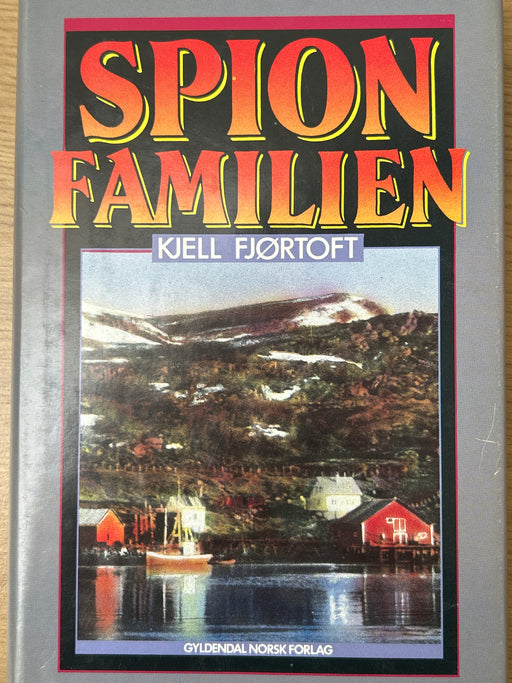 SPION
FAMILIEN
KJELL FJØRTOFT
GYLDENDAL NORSK FORLAG